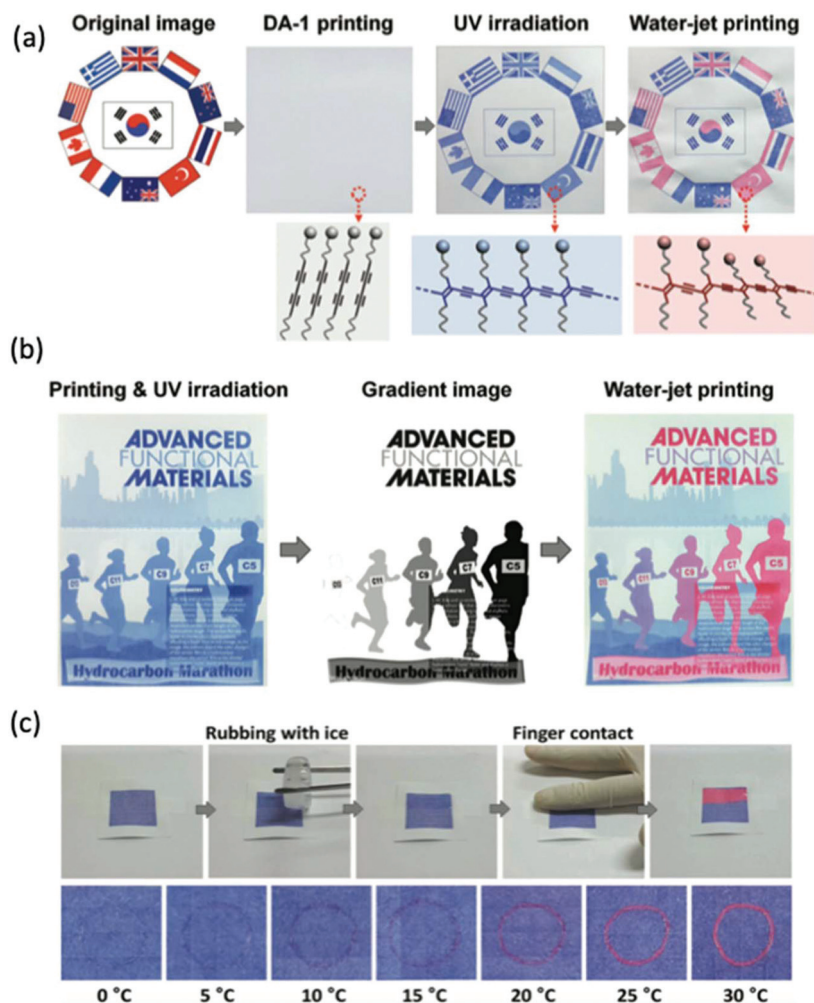 (a)
Original image
DA-1 printing
UV irradiation
Water-jet printing
(b)
Printing & UV irradiation
Gradient image
Water-jet printing
ADVANCED
FUNCTIONAL
MATERIALS
C11
C9
C7
C5
Hydrocarbon Marathon
ADVANCED
FUNCTIONAL
MATERIALS
C11
C9
C7
C5
Hydrocarbon Marathon
ADVANCED
FUNCTIONAL
MATERIALS
C11
C9
C7
C5
Hydrocarbon Marathon
(c)
Rubbing with ice
Finger contact
0 °C
5 °C
10 °C
15 °C
20 °C
25 °C
30 °C